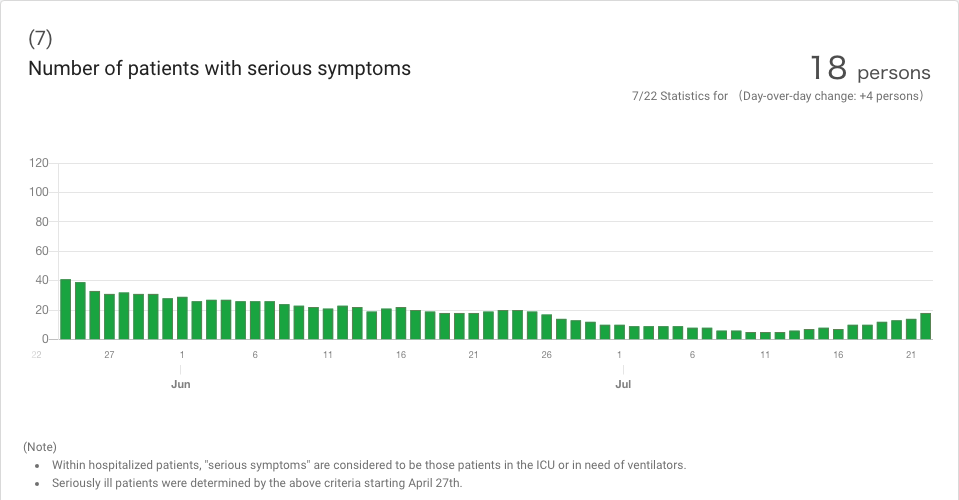 (7)
Number of patients with serious symptoms
18 persons
7/22 Statistics for （Day-over-day change: +4 persons）
120
100
80
60
40
20
0
22 27 1 6 11 16 21 26 1 6 11 16 21
Jun Jul
(Note)
• Within hospitalized patients, "serious symptoms" are considered to be those patients in the ICU or in need of ventilators.
• Seriously ill patients were determined by the above criteria starting April 27th.